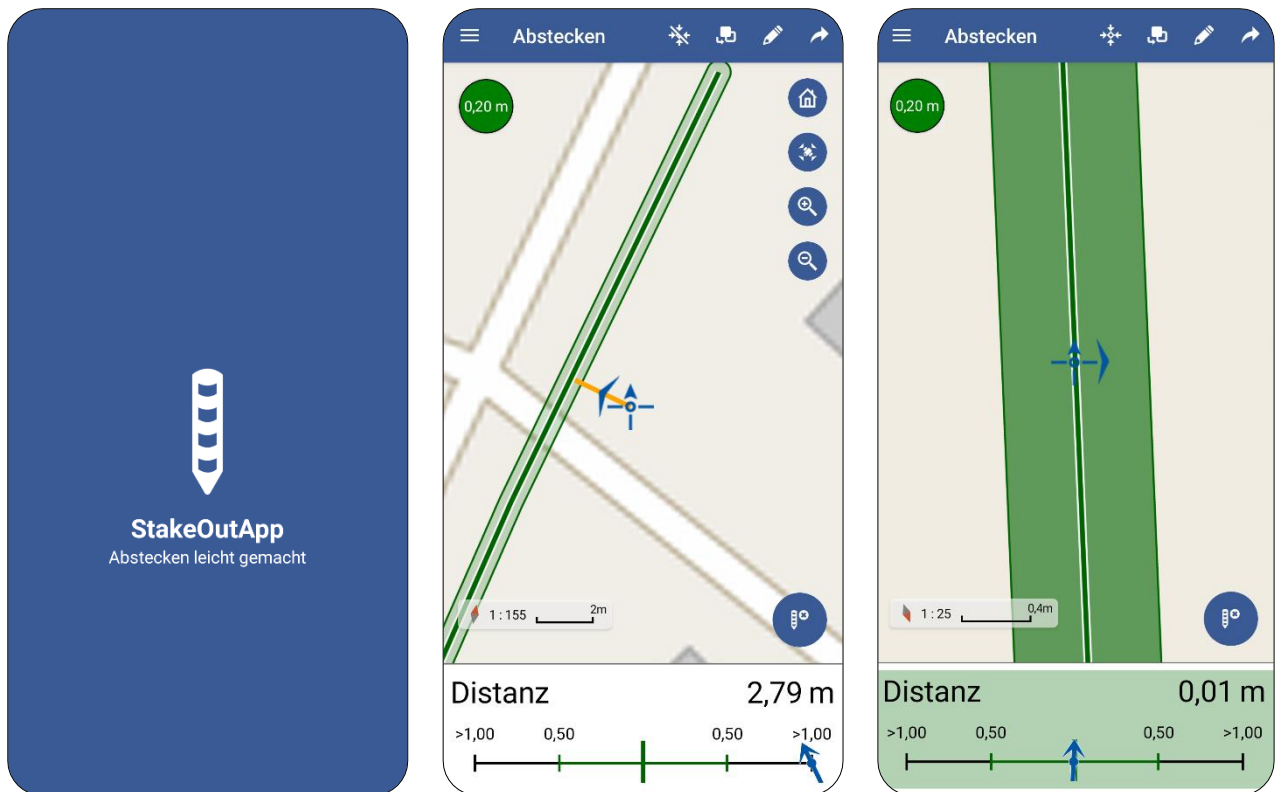 StakeOutApp
Abstecken leicht gemacht
Abstecken
0,20 m
1 : 155 2m
Distanz 2,79 m
>1,00 0,50 0,50 >1,00
Abstecken
0,20 m
1 : 25 0,4m
Distanz 0,01 m
>1,00 0,50 0,50 >1,00